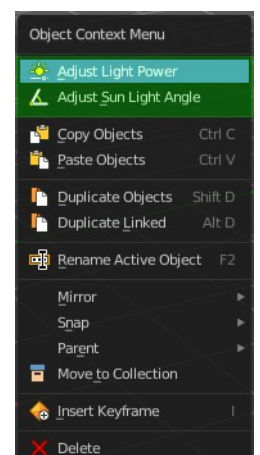 Object Context Menu
Adjust Light Power
Adjust Sun Light Angle
Copy Objects Ctrl C
Paste Objects Ctrl V
Duplicate Objects Shift D
Duplicate Linked Alt D
Rename Active Object F2
Mirror
Snap
Parent
Move to Collection
Insert Keyframe I
Delete